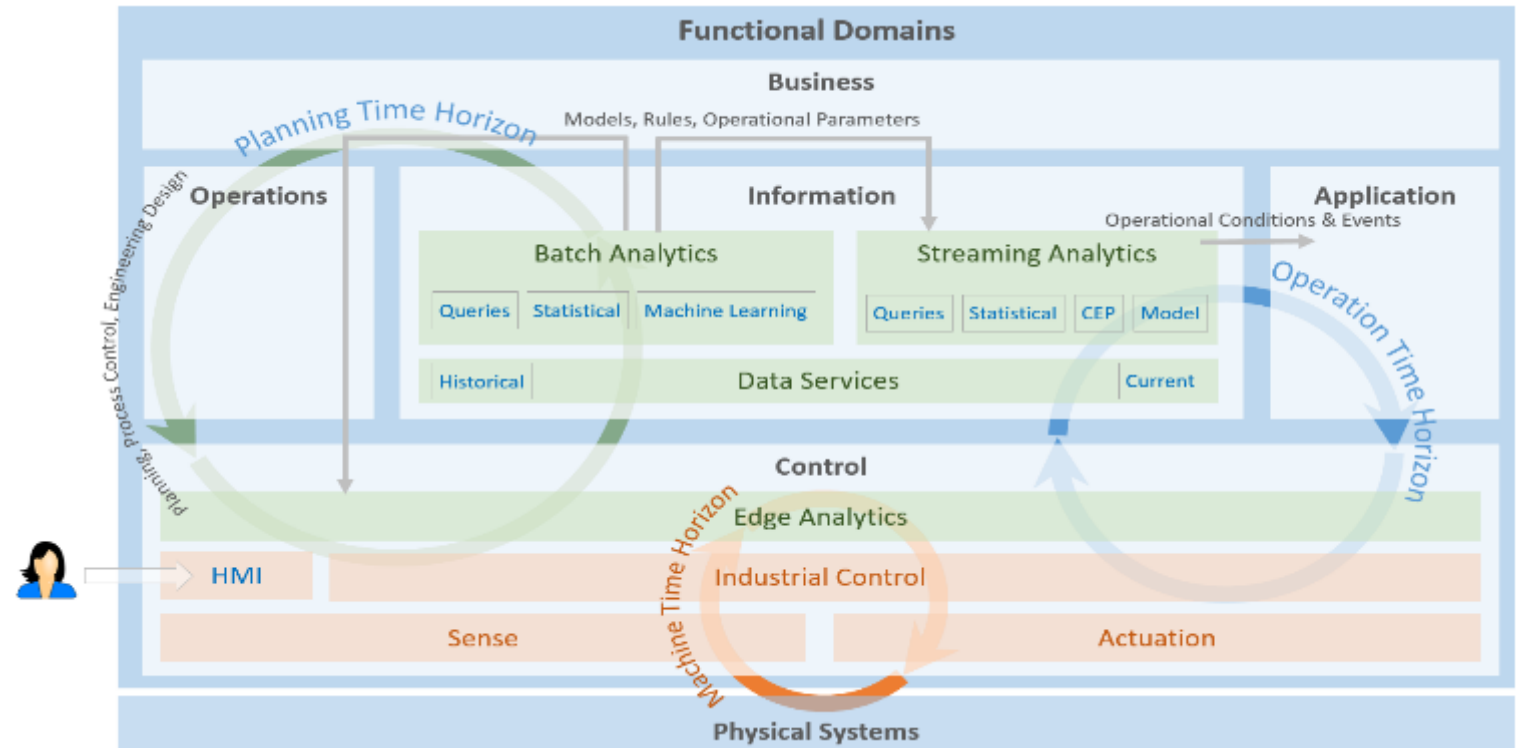 Functional Domains
Business
Planning Time Horizon
Models, Rules, Operational Parameters
Planning, Process Control, Engineering Design
Operations
Information
Application
Operational Conditions & Events
Batch Analytics
Streaming Analytics
Operation Time Horizon
Queries Statistical Machine Learning
Queries Statistical CEP Model
Historical Data Services Current
Control
Machine Time Horizon
Edge Analytics
HMI
Industrial Control
Sense
Actuation
Physical Systems